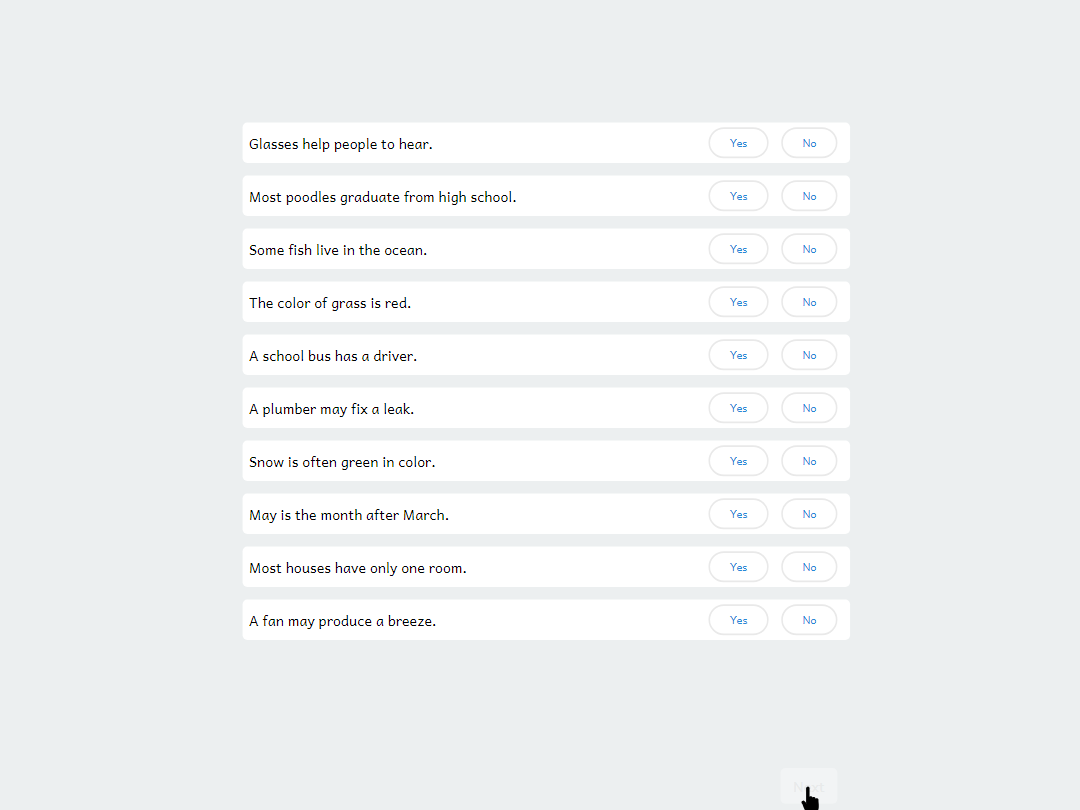 Glasses help people to hear. Yes No
Most poodles graduate from high school. Yes No
Some fish live in the ocean. Yes No
The color of grass is red. Yes No
A school bus has a driver. Yes No
A plumber may fix a leak. Yes No
Snow is often green in color. Yes No
May is the month after March. Yes No
Most houses have only one room. Yes No
A fan may produce a breeze. Yes No
Next